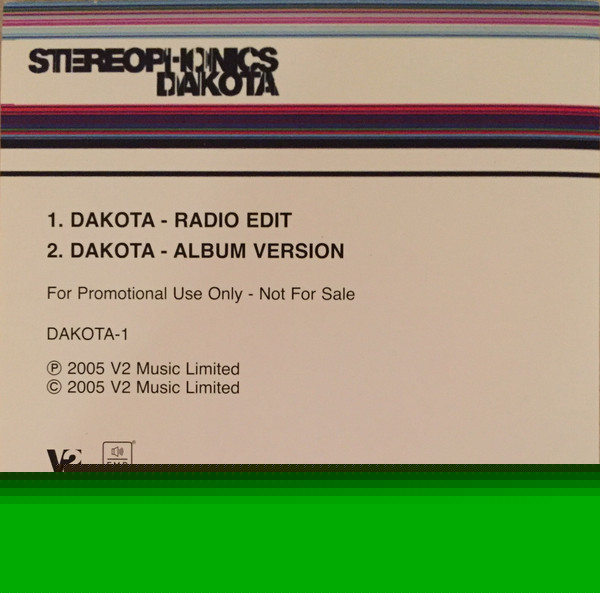 STEREOPHONICS
DAKOTA
1. DAKOTA - RADIO EDIT
2. DAKOTA - ALBUM VERSION
For Promotional Use Only - Not For Sale
DAKOTA-1
℗ 2005 V2 Music Limited
© 2005 V2 Music Limited
V2